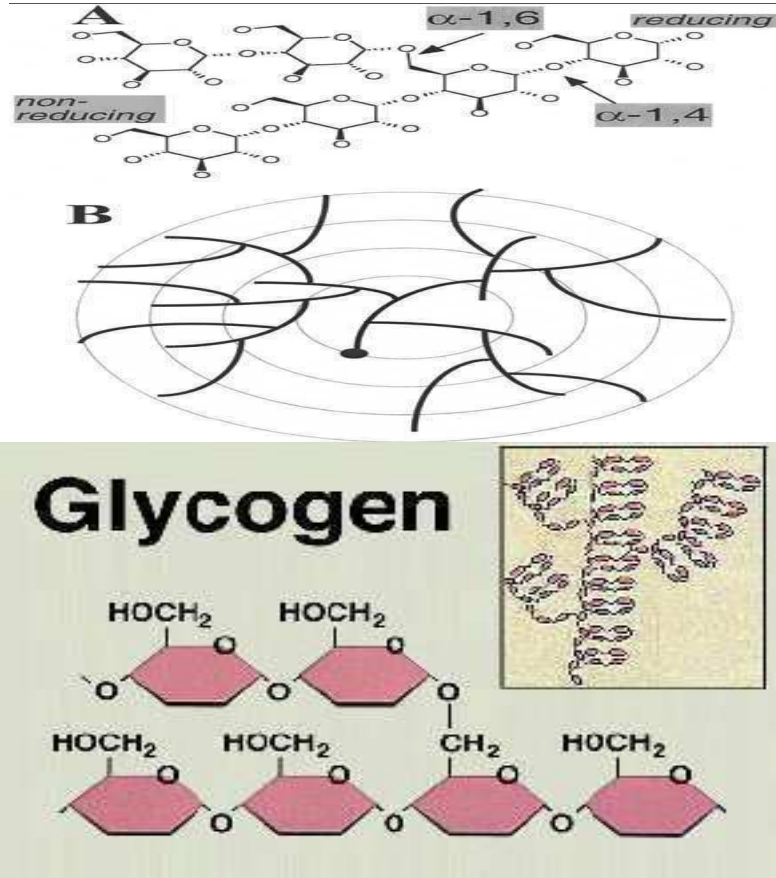 A
α-1,6
reducing
non-
reducing
α-1,4
O O O O O O O
O O O O O O O O
O O O O O O
O O O O O
O O
B
Glycogen
HOCH₂ HOCH₂
O O
O O O
HOCH₂ HOCH₂ CH₂ HOCH₂
O O O O
O O O